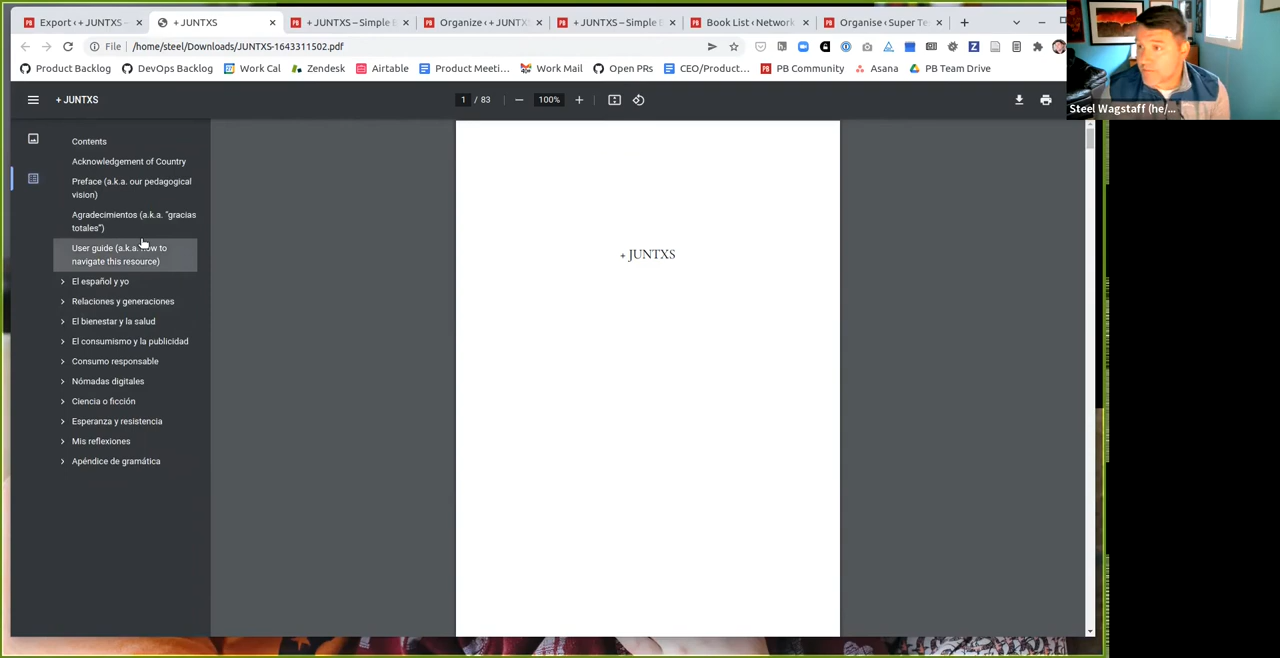 Export ‹ + JUNTXS –
+ JUNTXS
+ JUNTXS – Simple B
Organize ‹ + JUNTX
+ JUNTXS – Simple B
Book List ‹ Network
Organise ‹ Super Te
File
/home/steel/Downloads/JUNTXS-1643311502.pdf
Product Backlog
DevOps Backlog
Work Cal
Zendesk
Airtable
Product Meeti...
Work Mail
Open PRs
CEO/Product...
PB Community
Asana
PB Team Drive
Steel Wagstaff (he/...
+ JUNTXS
1 / 83
100%
Contents
Acknowledgement of Country
Preface (a.k.a. our pedagogical
vision)
Agradecimientos (a.k.a. "gracias
totales")
User guide (a.k.a. how to
navigate this resource)
El español y yo
Relaciones y generaciones
El bienestar y la salud
El consumismo y la publicidad
Consumo responsable
Nómadas digitales
Ciencia o ficción
Esperanza y resistencia
Mis reflexiones
Apéndice de gramática
+ JUNTXS